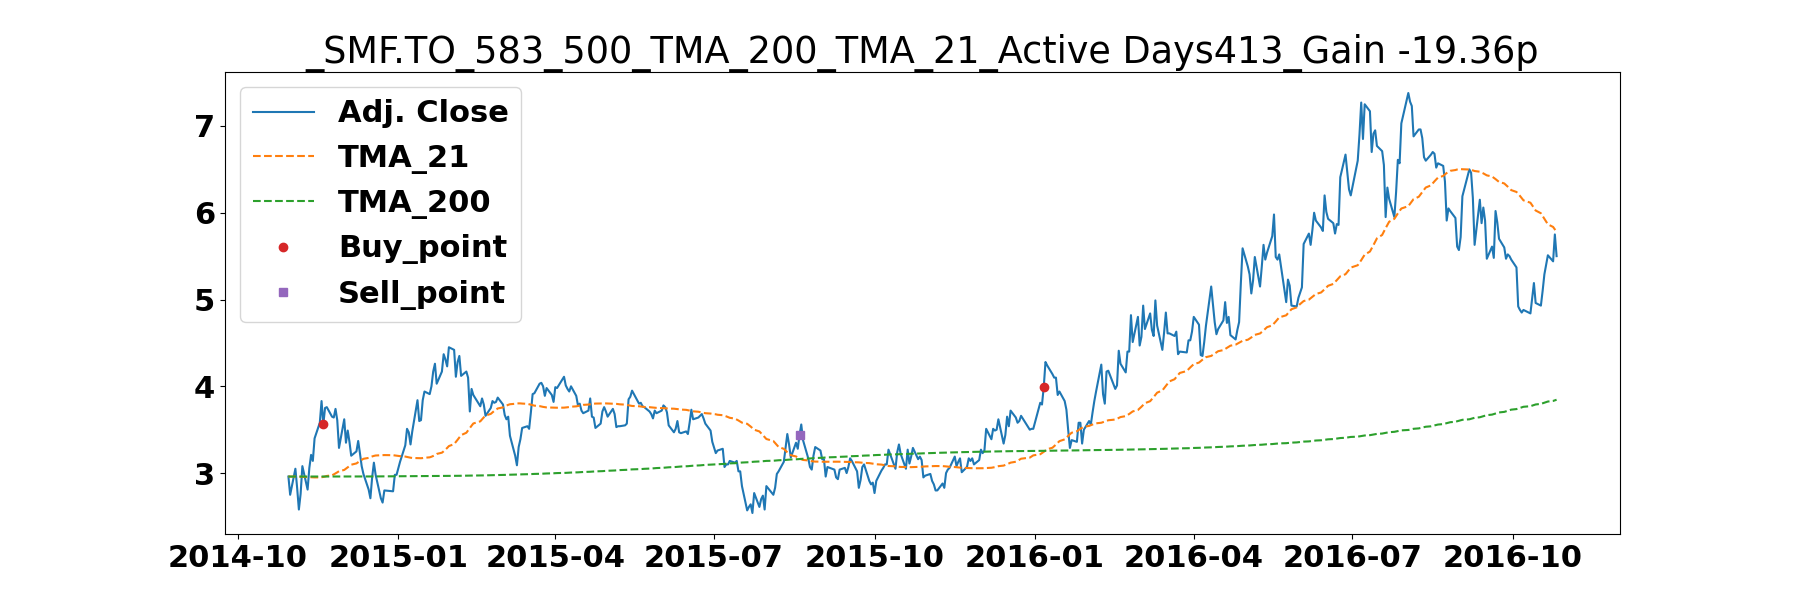 _SMF.TO_583_500_TMA_200_TMA_21_Active Days413_Gain -19.36p
Adj. Close
TMA_21
TMA_200
Buy_point
Sell_point
7
6
5
4
3
2014-10 2015-01 2015-04 2015-07 2015-10 2016-01 2016-04 2016-07 2016-10